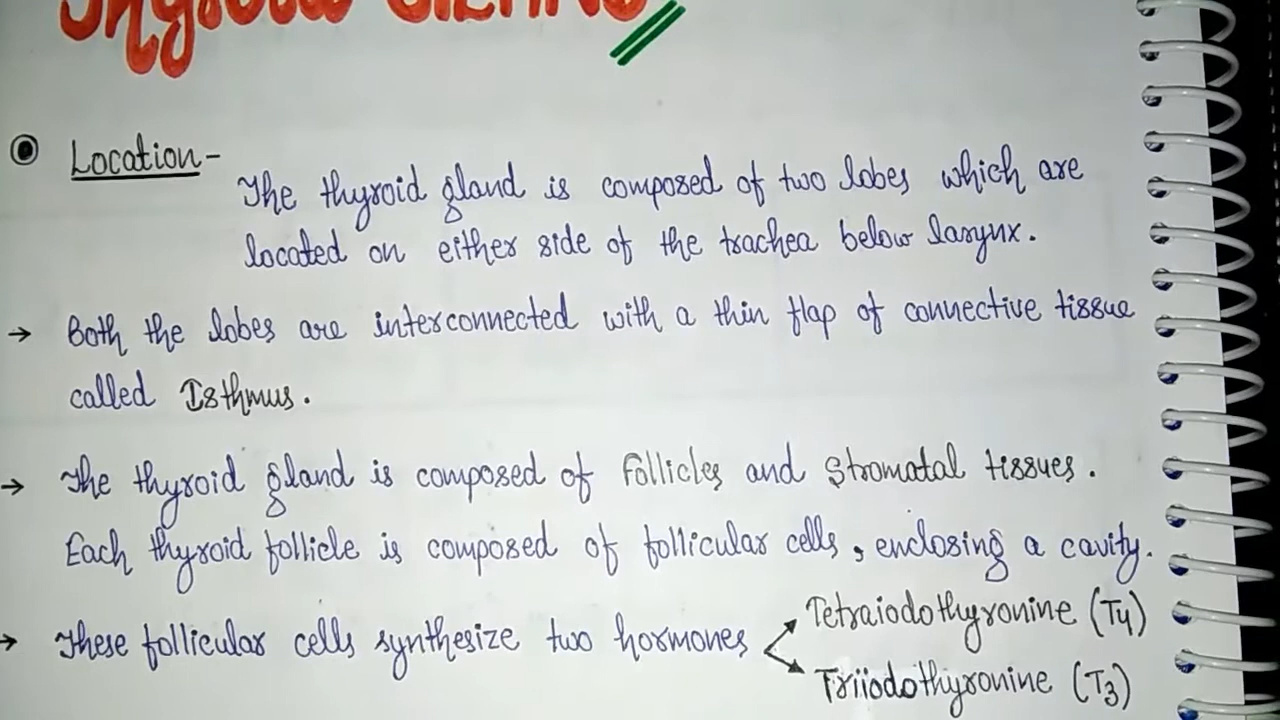 Thyroid GLAND
Location-
The thyroid gland is composed of two lobes which are
located on either side of the trachea below larynx.
→ Both the lobes are interconnected with a thin flap of connective tissue
called Isthmus.
→ The thyroid gland is composed of Follicles and Stromatal tissues.
Each thyroid follicle is composed of follicular cells, enclosing a cavity.
→ These follicular cells synthesize two hormones
Tetraiodothyronine (T4)
Triiodothyronine (T3)